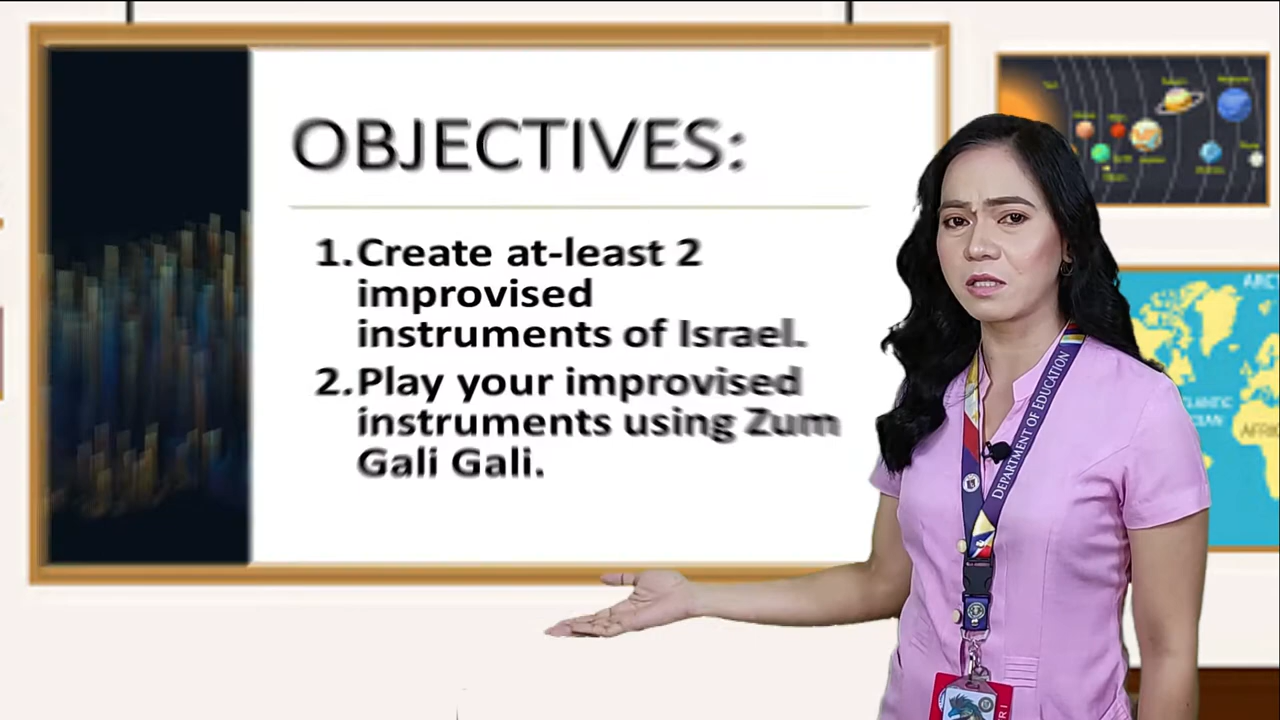 OBJECTIVES:
1.Create at-least 2
improvised
instruments of Israel.
2.Play your improvised
instruments using Zum
Gali Gali.
ARC
DEPARTMENT OF EDUCATION